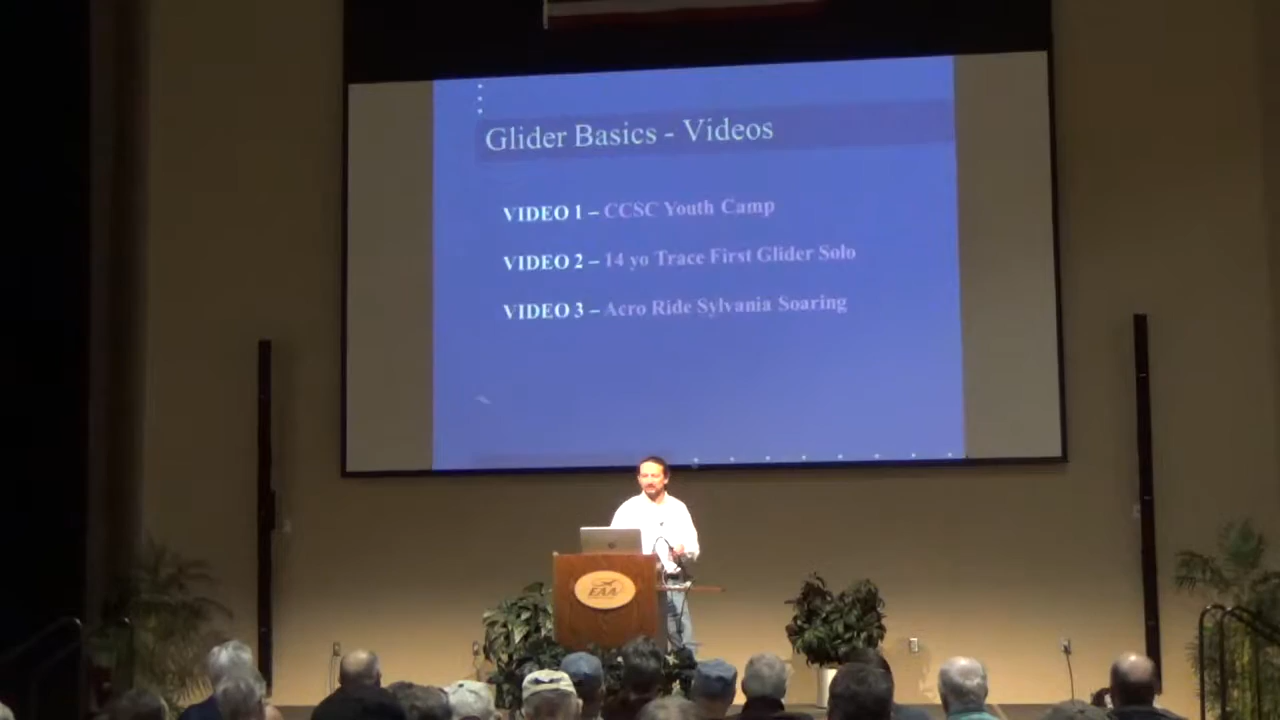 Glider Basics - Videos
VIDEO 1 – CCSC Youth Camp
VIDEO 2 – 14 yo Trace First Glider Solo
VIDEO 3 – Acro Ride Sylvania Soaring
EAA